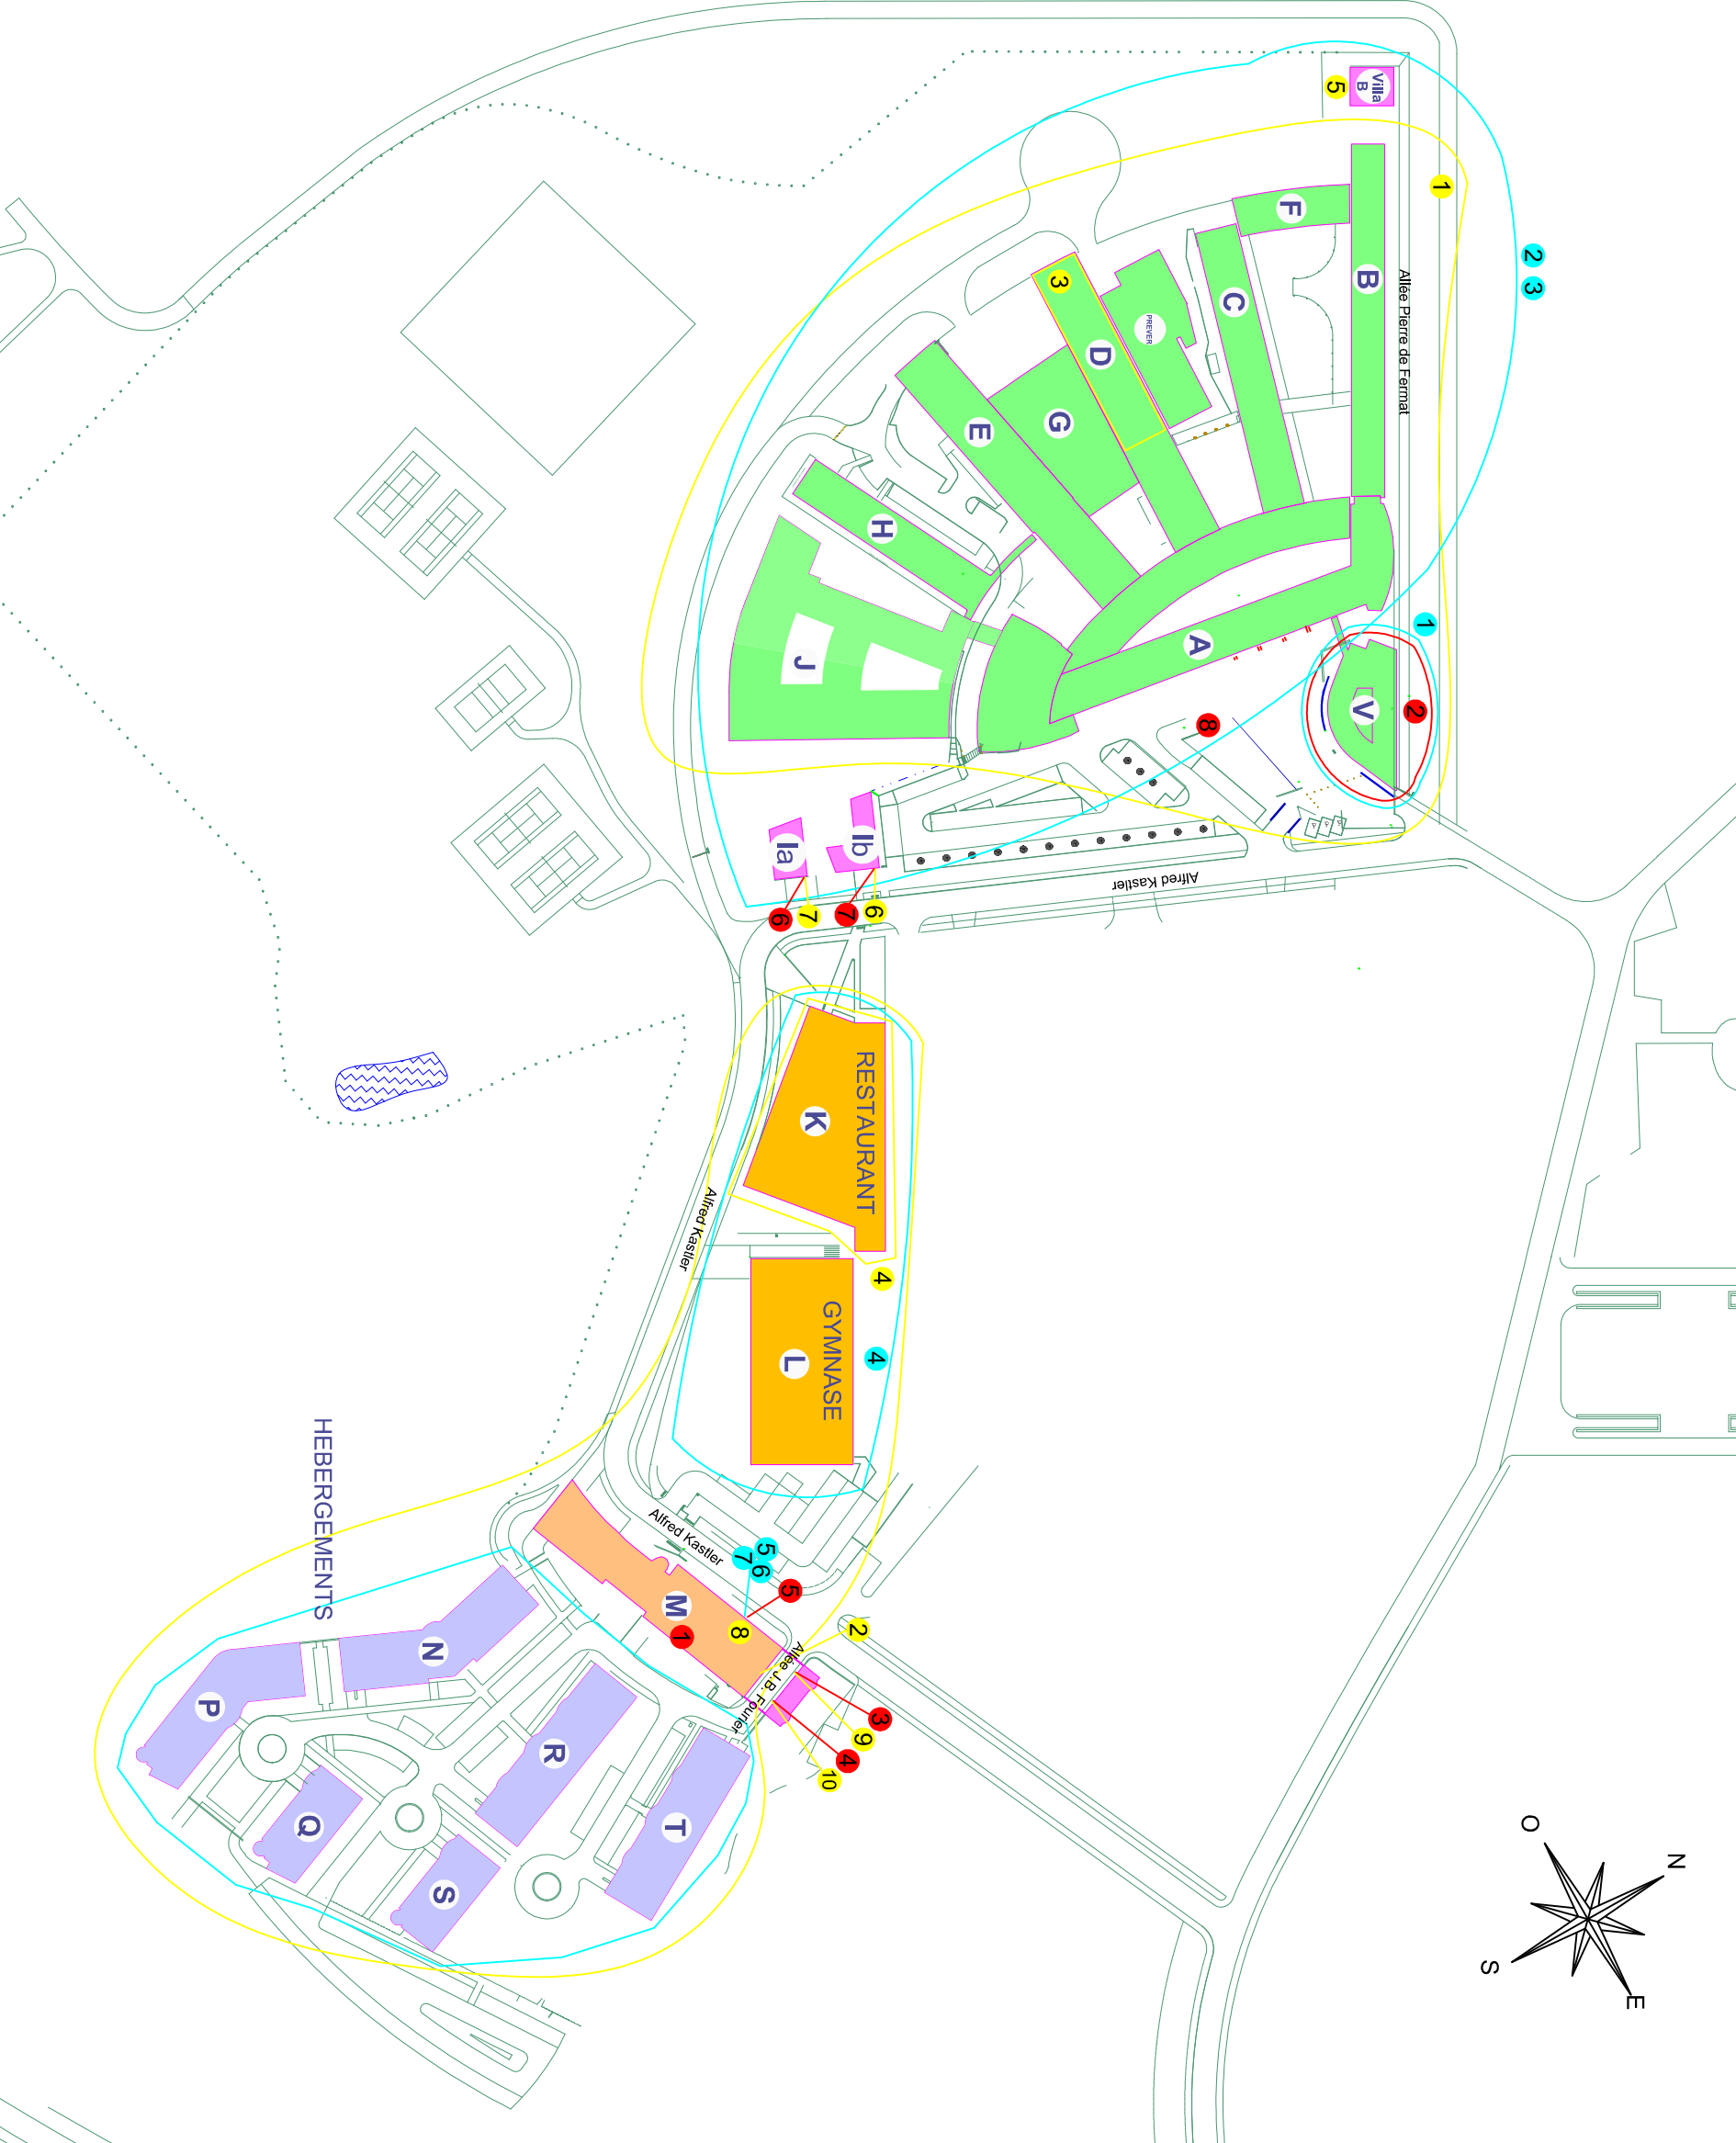 Villa
B
5
1
F
B
Allée Pierre de Fermat
2
3
C
3
PREVER
D
G
E
H
J
A
1
V
2
8
Ia
Ib
6
7
7
6
Alfred Kastler
RESTAURANT
K
4
Alfred Kastler
GYMNASE
L
4
HEBERGEMENTS
Alfred Kastler
5
6
7
5
M
1
8
2
Allée J.B. Fourier
3
9
4
10
N
P
R
Q
S
T
N
O
S
E